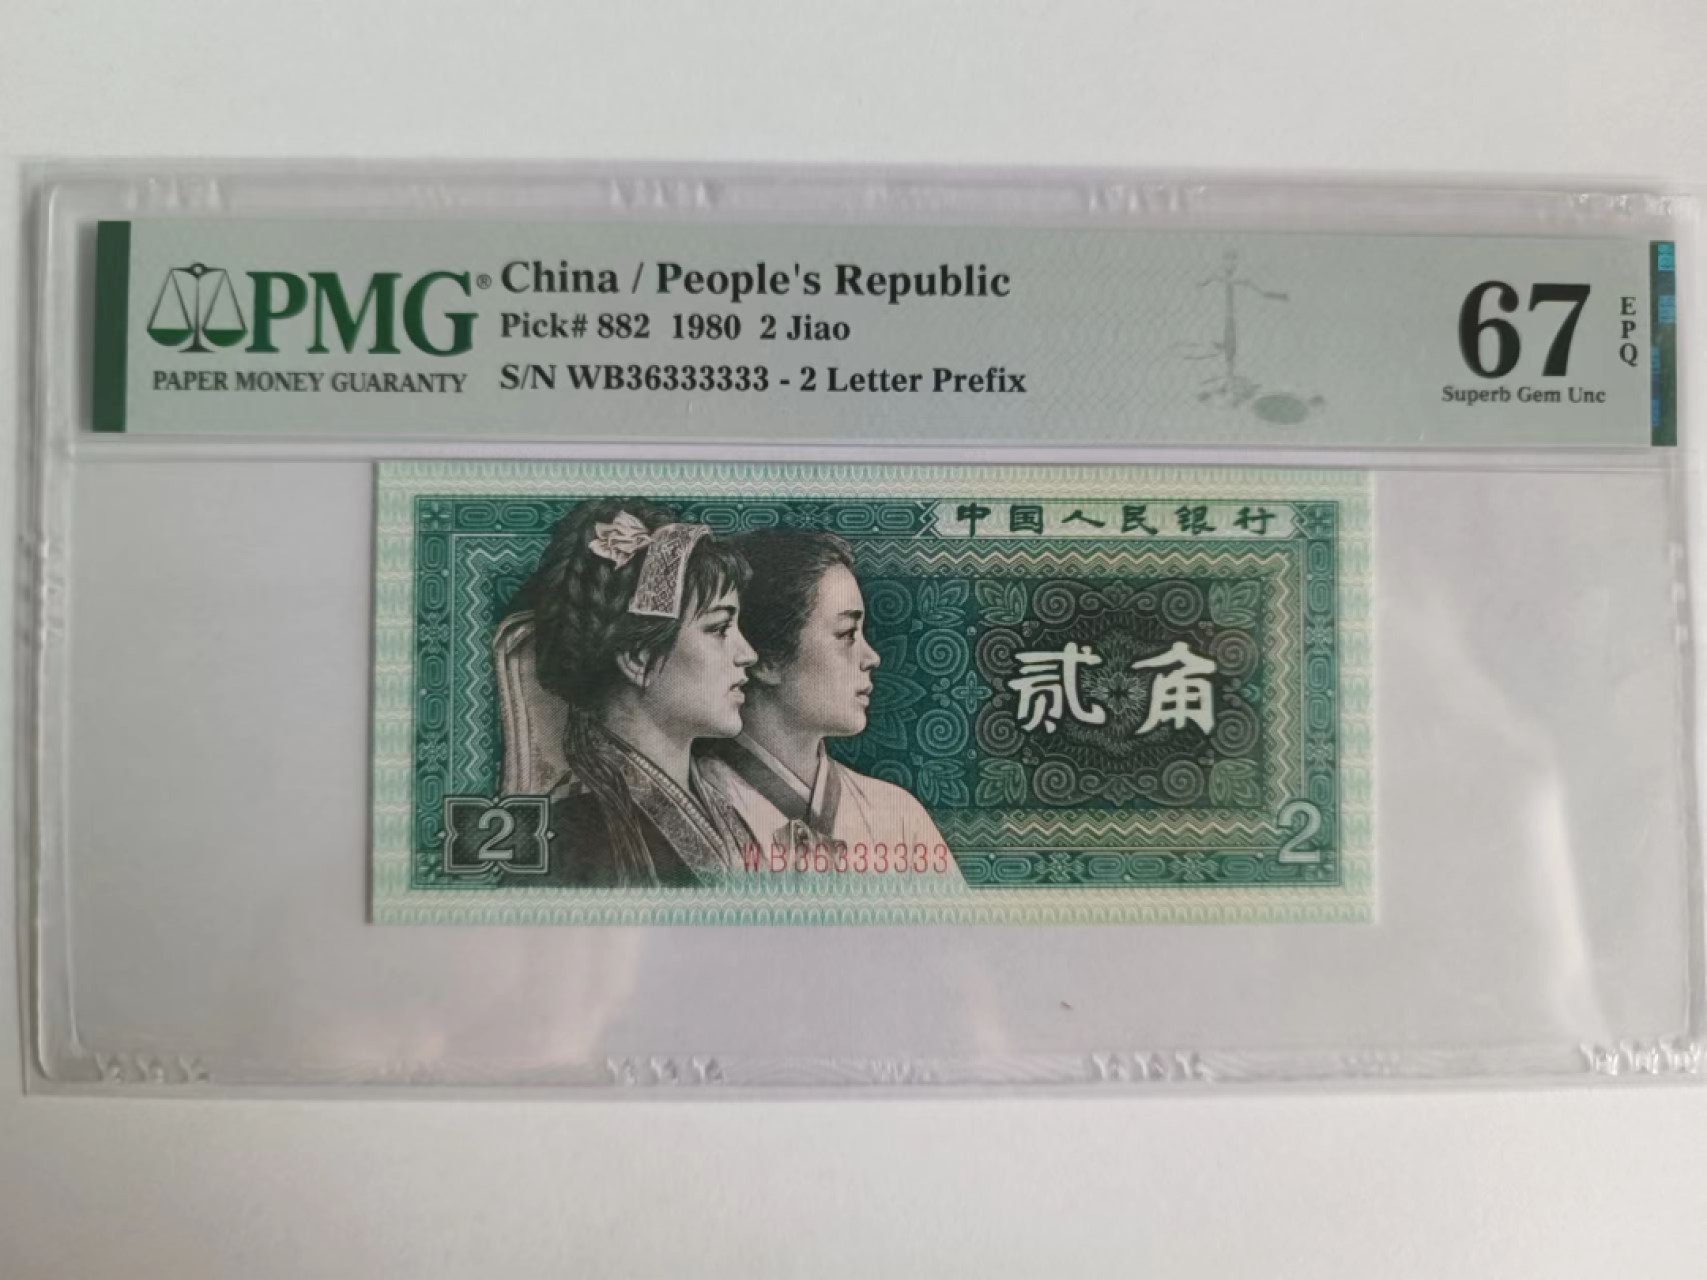 PMG®
PAPER MONEY GUARANTY
China / People's Republic
Pick# 882 1980 2 Jiao
S/N WB36333333 - 2 Letter Prefix
67
EPQ
Superb Gem Unc
中国人民银行
贰角
2
WB36333333
2